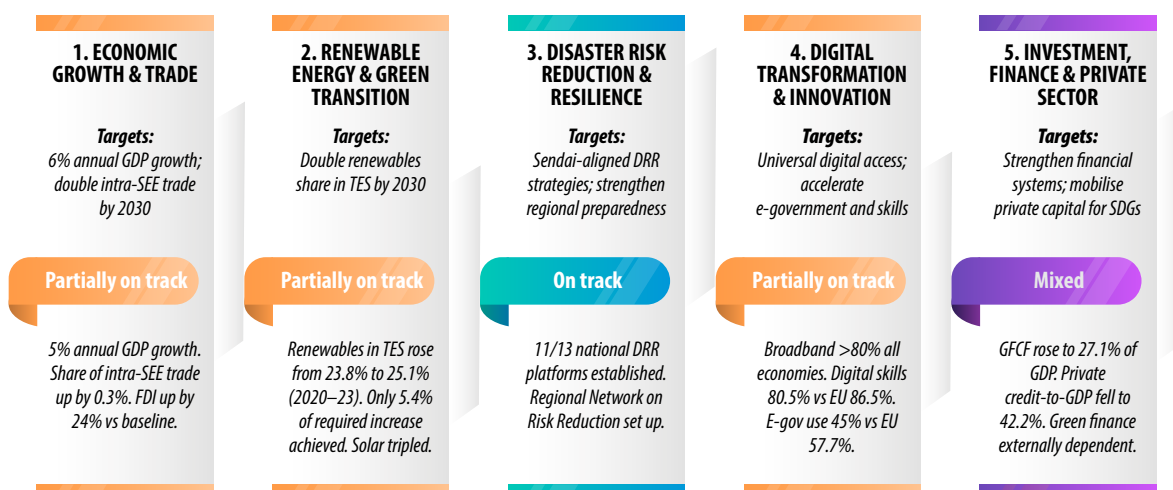 1. ECONOMIC
GROWTH & TRADE
Targets:
6% annual GDP growth;
double intra-SEE trade
by 2030
Partially on track
5% annual GDP growth.
Share of intra-SEE trade
up by 0.3%. FDI up by
24% vs baseline.
2. RENEWABLE
ENERGY & GREEN
TRANSITION
Targets:
Double renewables
share in TES by 2030
Partially on track
Renewables in TES rose
from 23.8% to 25.1%
(2020–23). Only 5.4%
of required increase
achieved. Solar tripled.
3. DISASTER RISK
REDUCTION &
RESILIENCE
Targets:
Sendai-aligned DRR
strategies; strengthen
regional preparedness
On track
11/13 national DRR
platforms established.
Regional Network on
Risk Reduction set up.
4. DIGITAL
TRANSFORMATION
& INNOVATION
Targets:
Universal digital access;
accelerate
e-government and skills
Partially on track
Broadband >80% all
economies. Digital skills
80.5% vs EU 86.5%.
E-gov use 45% vs EU
57.7%.
5. INVESTMENT,
FINANCE & PRIVATE
SECTOR
Targets:
Strengthen financial
systems; mobilise
private capital for SDGs
Mixed
GFCF rose to 27.1% of
GDP. Private
credit-to-GDP fell to
42.2%. Green finance
externally dependent.